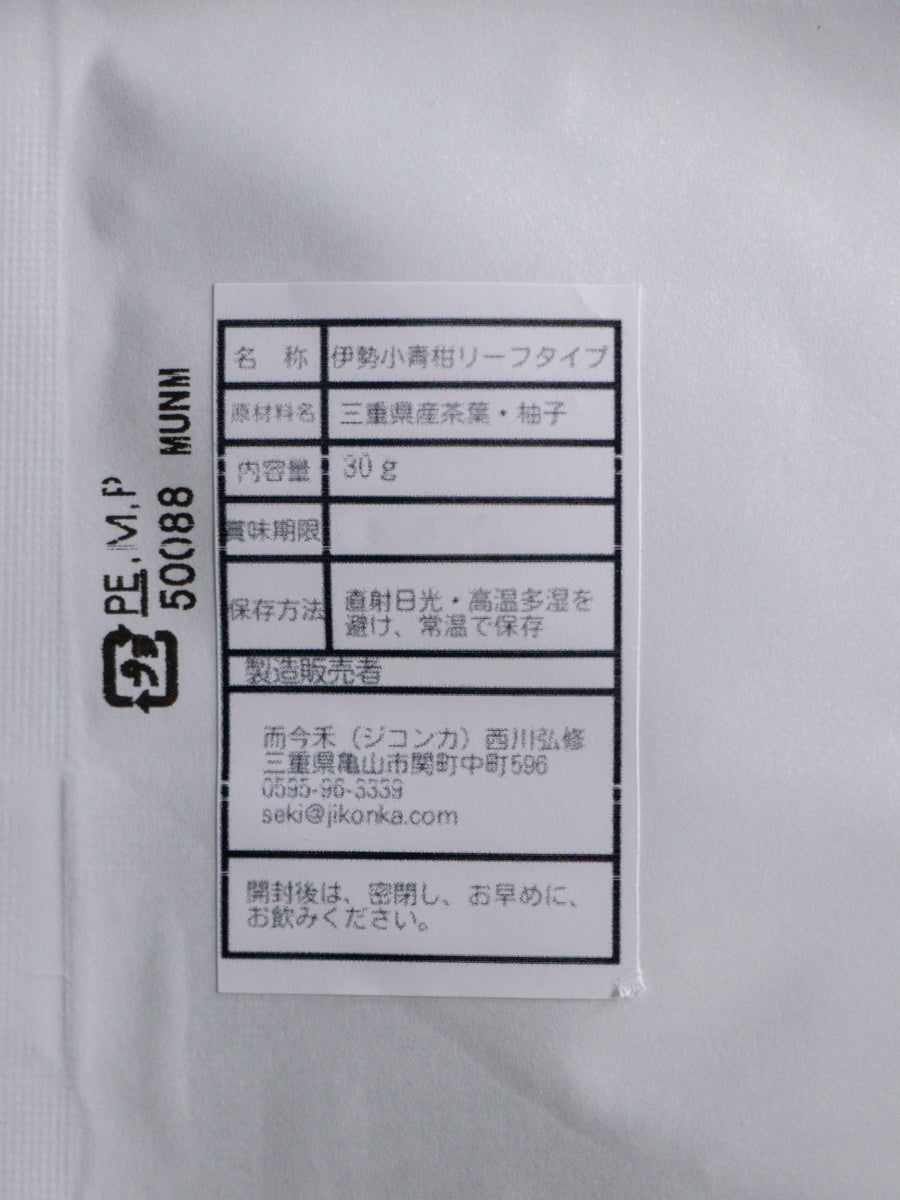 名 称 伊勢小青柑リーフタイプ
原材料名 三重県産茶葉・柚子
内容量 30g
賞味期限
保存方法 直射日光・高温多湿を
避け、常温で保存
製造販売者
而今禾（ジコンカ）西川弘修
三重県亀山市関町中町596
0595-96-3339
seki@jikonka.com
開封後は、密閉し、お早めに、
お飲みください。
PE,M,P
50088 MUNM